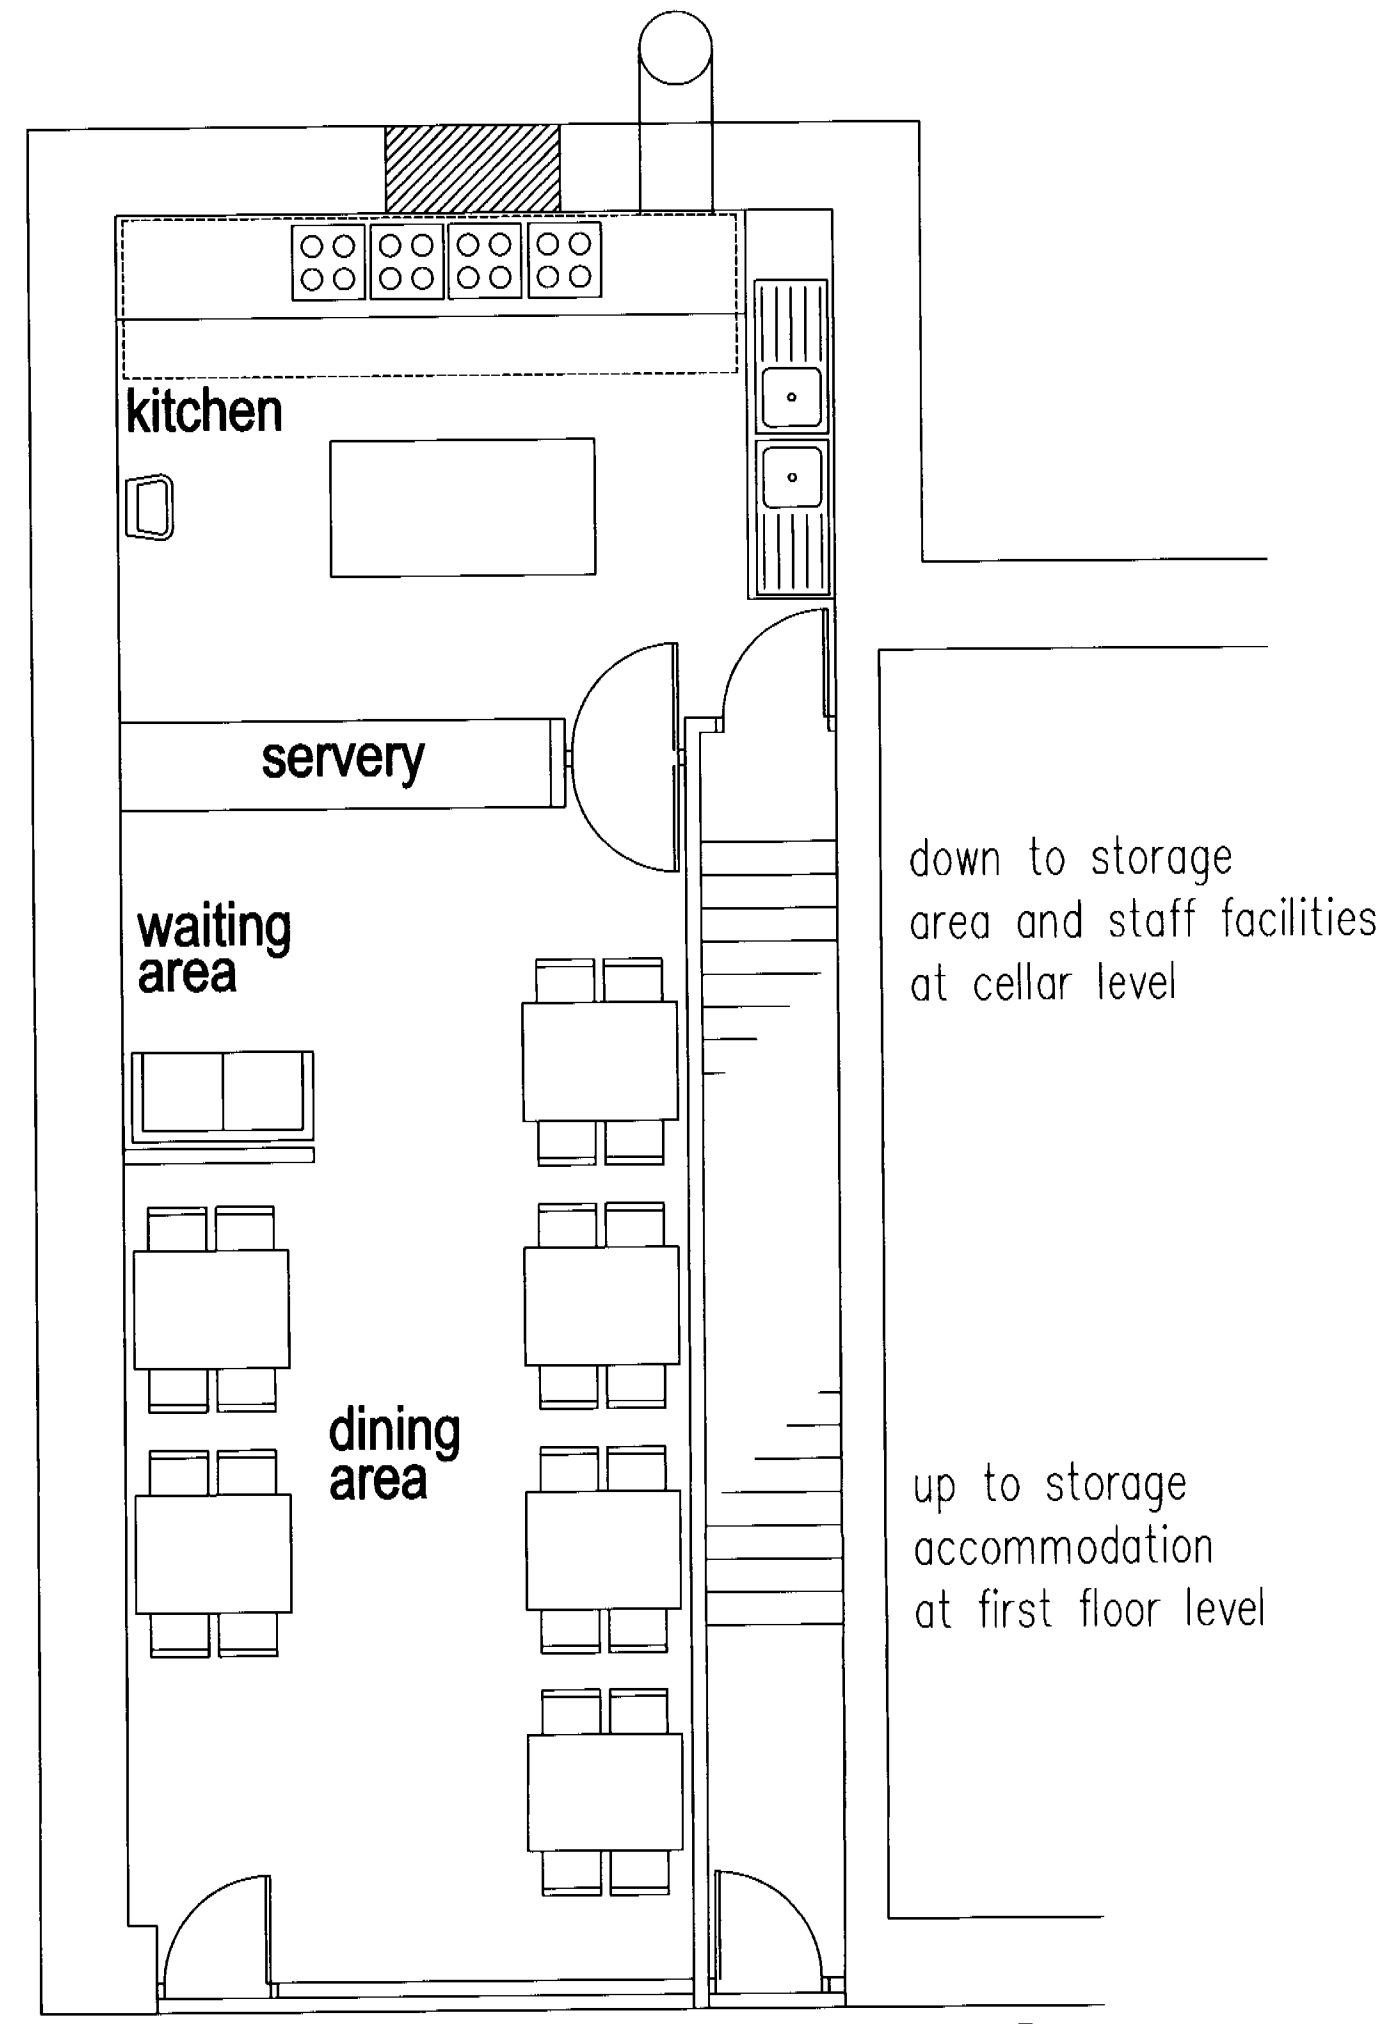 kitchen
servery
waiting
area
down to storage
area and staff facilities
at cellar level
dining
area
up to storage
accommodation
at first floor level